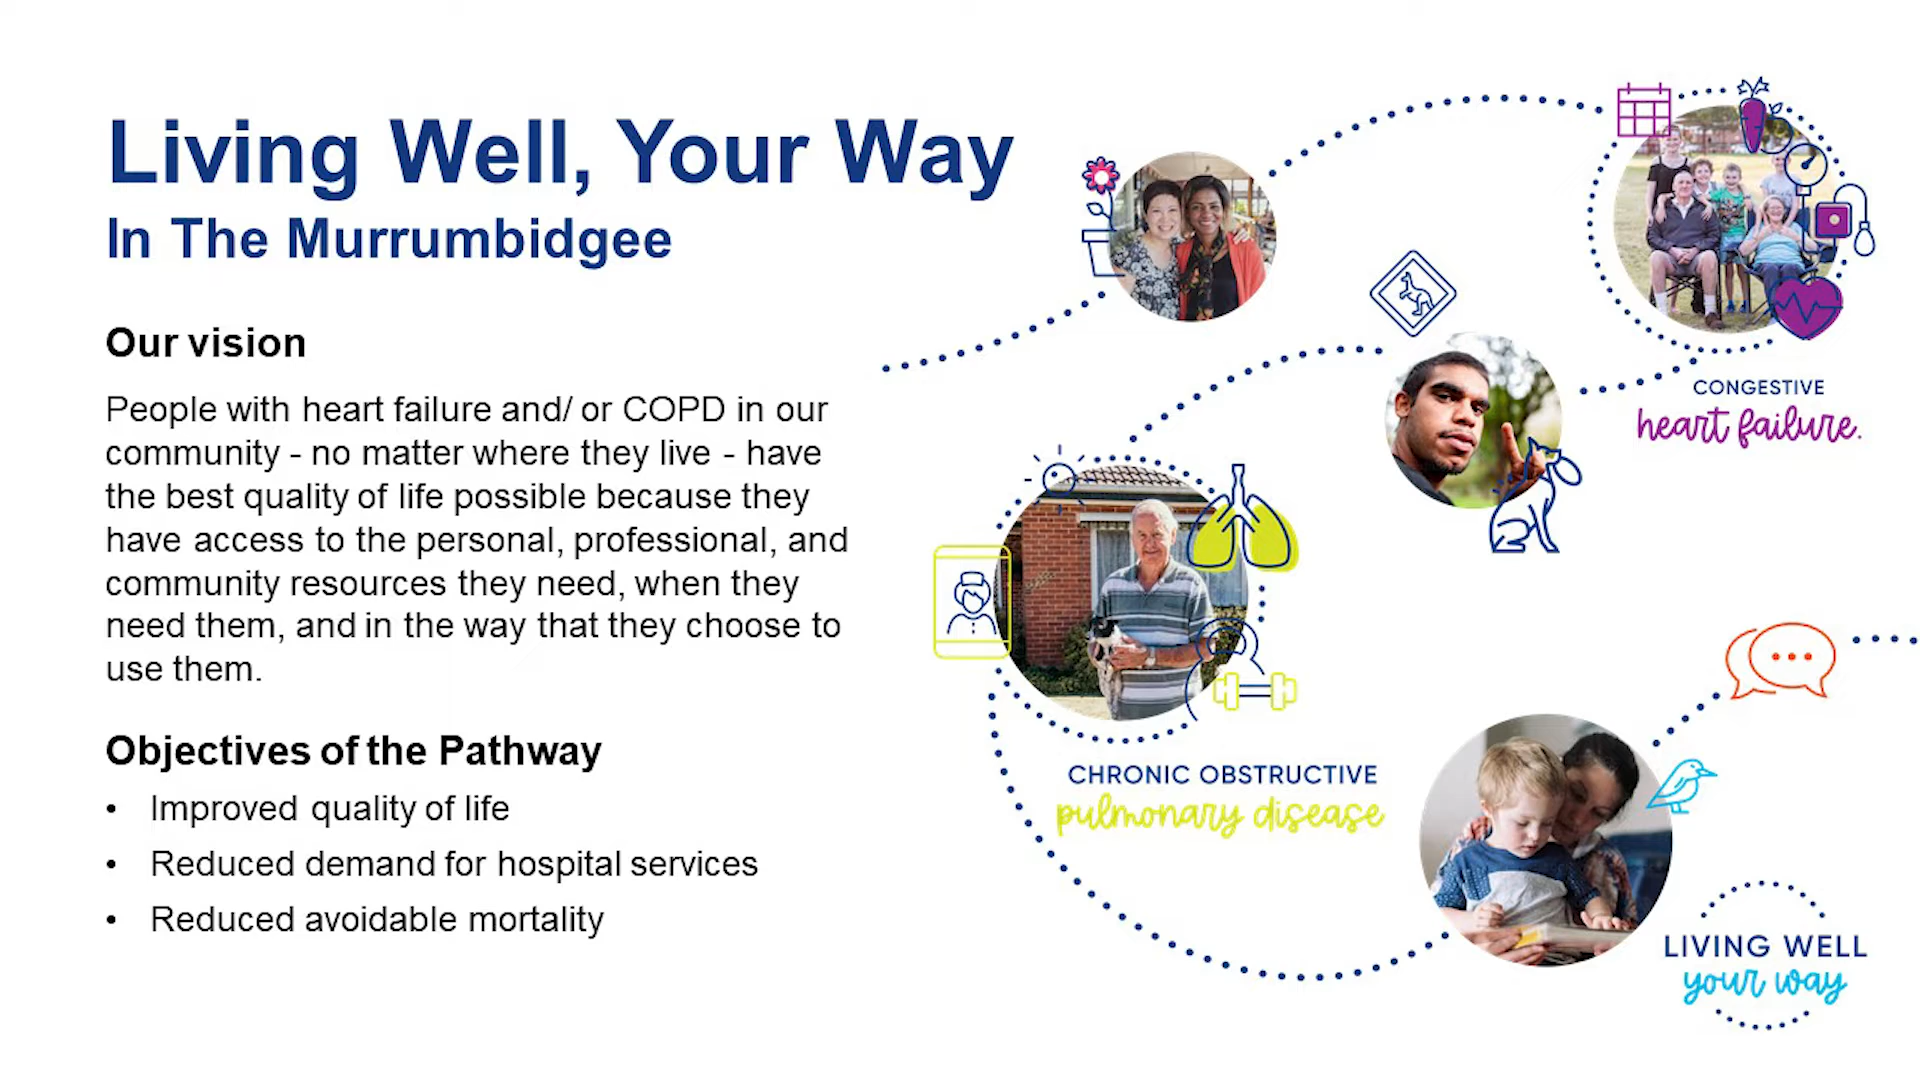 Living Well, Your Way
In The Murrumbidgee
Our vision
People with heart failure and/ or COPD in our
community - no matter where they live - have
the best quality of life possible because they
have access to the personal, professional, and
community resources they need, when they
need them, and in the way that they choose to
use them.
Objectives of the Pathway
• Improved quality of life
• Reduced demand for hospital services
• Reduced avoidable mortality
CONGESTIVE
heart failure.
CHRONIC OBSTRUCTIVE
pulmonary disease
LIVING WELL
your way